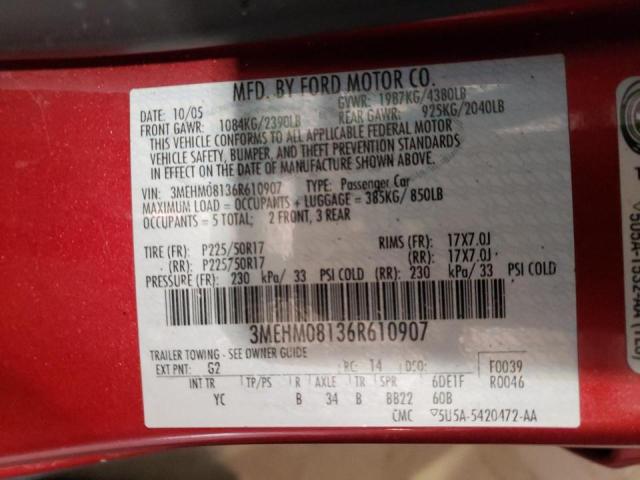 MFD. BY FORD MOTOR CO.
DATE: 10/05 GVWR: 1987KG/4380LB
FRONT GAWR: 1084KG/2390LB REAR GAWR: 925KG/2040LB
THIS VEHICLE CONFORMS TO ALL APPLICABLE FEDERAL MOTOR
VEHICLE SAFETY, BUMPER, AND THEFT PREVENTION STANDARDS
IN EFFECT ON THE DATE OF MANUFACTURE SHOWN ABOVE.
VIN: 3MEHM08136R610907 TYPE: Passenger Car
MAXIMUM LOAD = OCCUPANTS + LUGGAGE = 385KG/ 850LB
OCCUPANTS = 5 TOTAL; 2 FRONT, 3 REAR
TIRE (FR): P225/50R17 RIMS (FR): 17X7.0J
(RR): P225/50R17 (RR): 17X7.0J
PRESSURE (FR): 230 kPa/ 33 PSI COLD (RR): 230 kPa/ 33 PSI COLD
3MEHM08136R610907
TRAILER TOWING - SEE OWNER GUIDE
EXT PNT: G2 RC: 14 DSO: F0039
INT TR TP/PS R AXLE TR SPR 6DE1F R0046
YC B 34 B BB22 60B
CMC 5U5A-5420472-AA